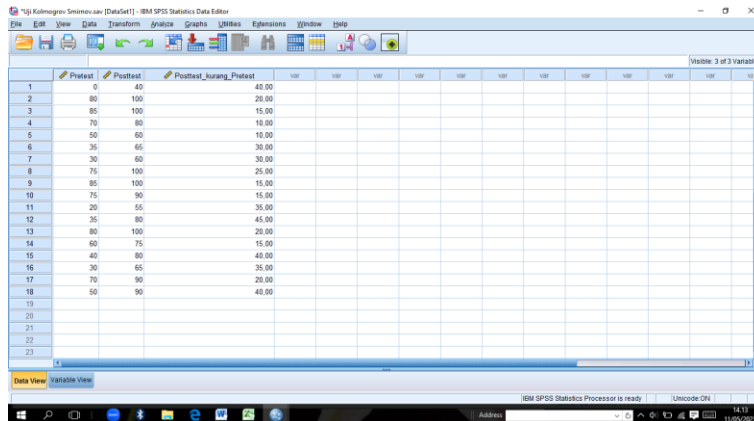 *Uji Kolmogrov Smirnov.sav [DataSet1] - IBM SPSS Statistics Data Editor
File Edit View Data Transform Analyze Graphs Utilities Extensions Window Help
Visible: 3 of 3 Variabl
Pretest Posttest Posttest_kurang_Pretest var var var var var var var var var
1 0 40 40,00
2 80 100 20,00
3 85 100 15,00
4 70 80 10,00
5 50 60 10,00
6 35 65 30,00
7 30 60 30,00
8 75 100 25,00
9 85 100 15,00
10 75 90 15,00
11 20 55 35,00
12 35 80 45,00
13 80 100 20,00
14 60 75 15,00
15 40 80 40,00
16 30 65 35,00
17 70 90 20,00
18 50 90 40,00
19
20
21
22
23
Data View Variable View
IBM SPSS Statistics Processor is ready Unicode:ON
Address 14.13